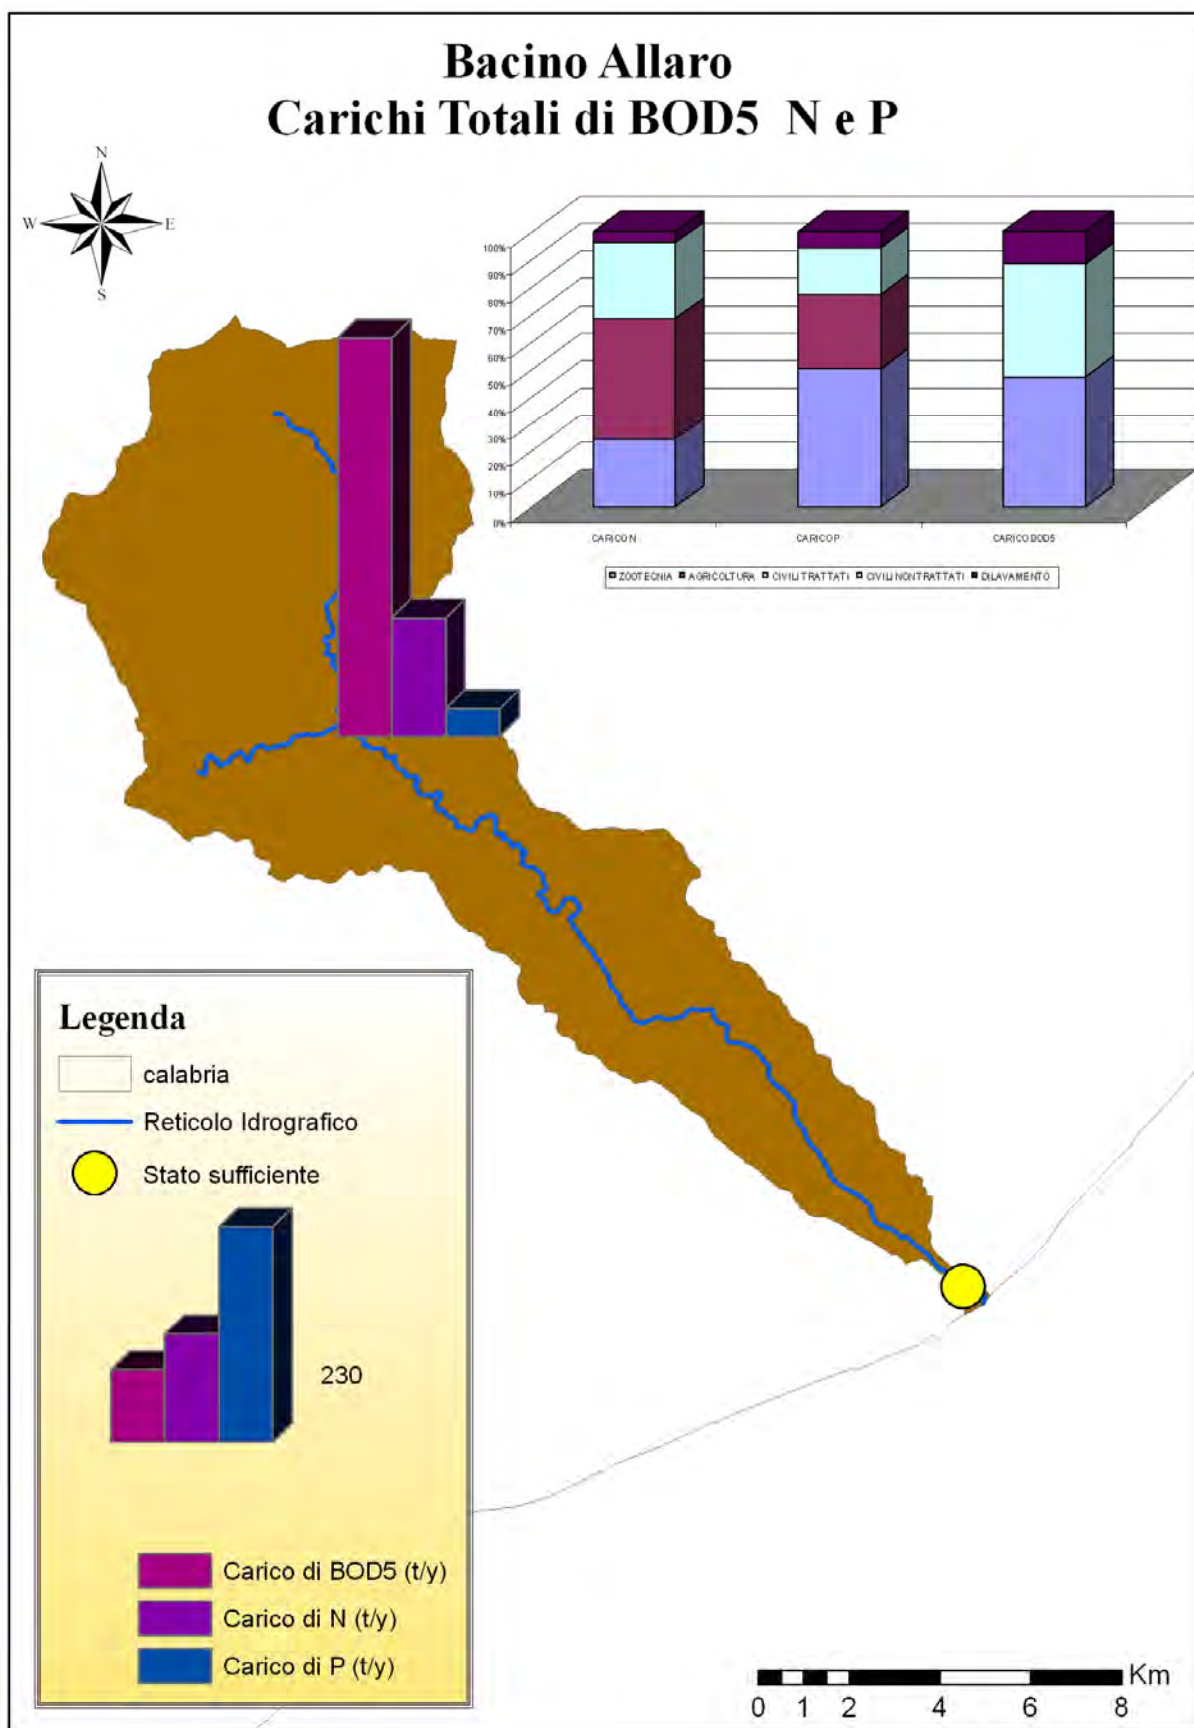 Bacino Allaro
Carichi Totali di BOD5 N e P
N
W
E
S
100%
90%
80%
70%
60%
50%
40%
30%
20%
10%
0%
CARICO N
CARICO P
CARICO BOD5
ZOOTECNIA AGRICOLTURA CIVILI TRATTATI CIVILI NON TRATTATI DILAVAMENTO
Legenda
calabria
Reticolo Idrografico
Stato sufficiente
230
Carico di BOD5 (t/y)
Carico di N (t/y)
Carico di P (t/y)
Km
0 1 2 4 6 8